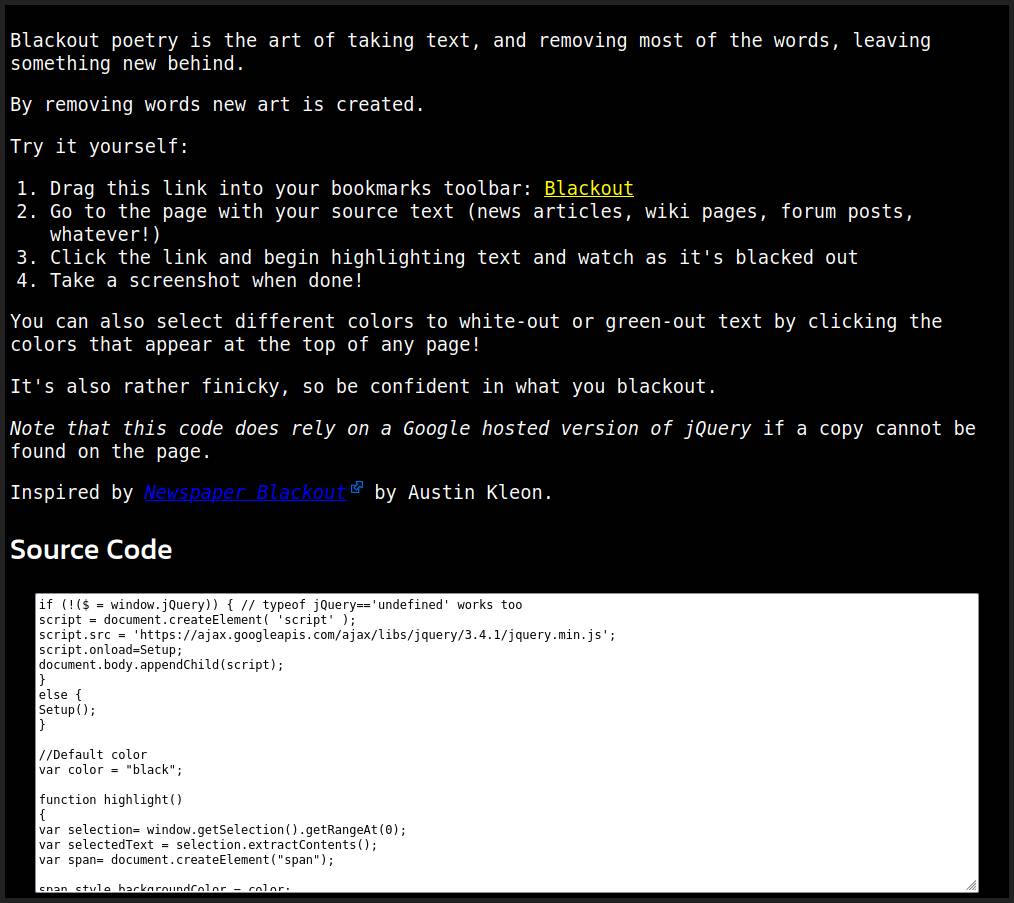 Blackout poetry is the art of taking text, and removing most of the words, leaving
something new behind.
By removing words new art is created.
Try it yourself:
1. Drag this link into your bookmarks toolbar: Blackout
2. Go to the page with your source text (news articles, wiki pages, forum posts,
whatever!)
3. Click the link and begin highlighting text and watch as it's blacked out
4. Take a screenshot when done!
You can also select different colors to white-out or green-out text by clicking the
colors that appear at the top of any page!
It's also rather finicky, so be confident in what you blackout.
Note that this code does rely on a Google hosted version of jQuery if a copy cannot be
found on the page.
Inspired by Newspaper Blackout by Austin Kleon.
Source Code
if (!($ = window.jQuery)) { // typeof jQuery=='undefined' works too
script = document.createElement( 'script' );
script.src = 'https://ajax.googleapis.com/ajax/libs/jquery/3.4.1/jquery.min.js';
script.onload=Setup;
document.body.appendChild(script);
}
else {
Setup();
}
//Default color
var color = "black";
function highlight()
{
var selection= window.getSelection().getRangeAt(0);
var selectedText = selection.extractContents();
var span= document.createElement("span");
span.style.backgroundColor = color;